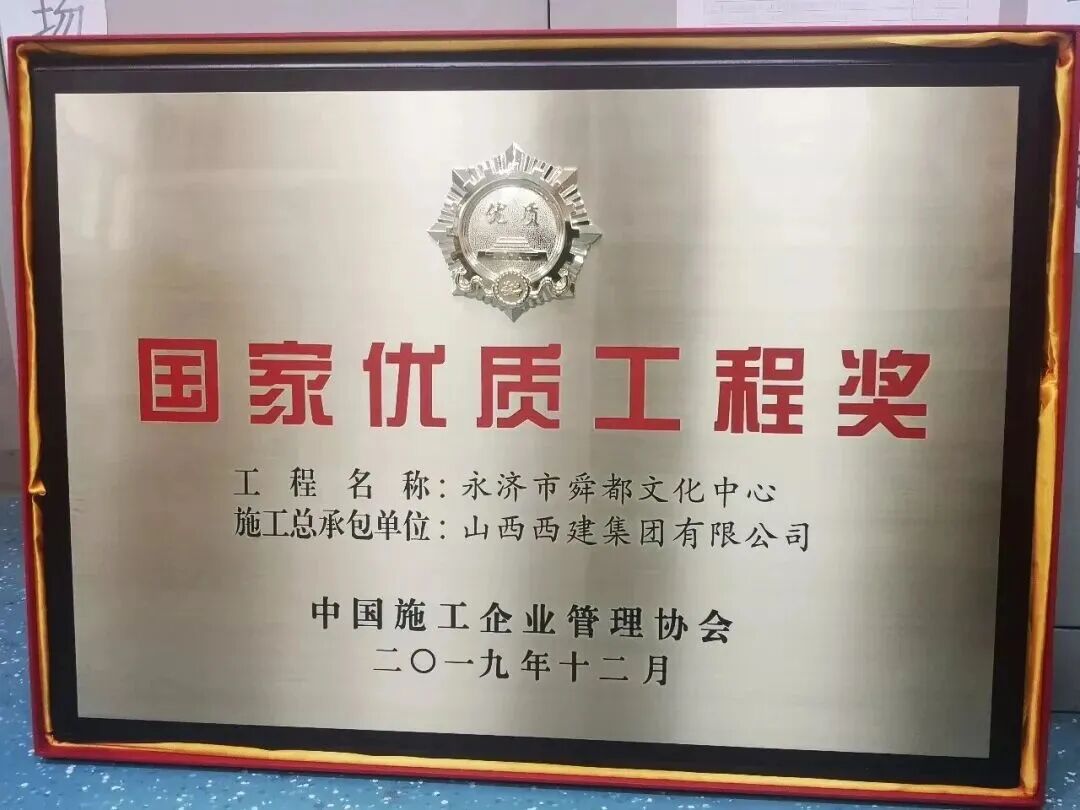 场
优质
国家优质工程奖
工程名称：永济市舜都文化中心
施工总承包单位：山西西建集团有限公司
中国施工企业管理协会
二〇一九年十二月